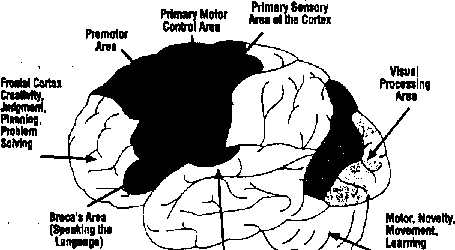 Primary Sensory
Area of the Cortex
Primary Motor
Control Area
Premotor
Area
Visual
Processing
Area
Frontal Cortex
Creativity,
Judgment,
Planning,
Problem
Solving
Broca's Area
(Speaking the
Language)
Motor, Novelty,
Movement,
Learning